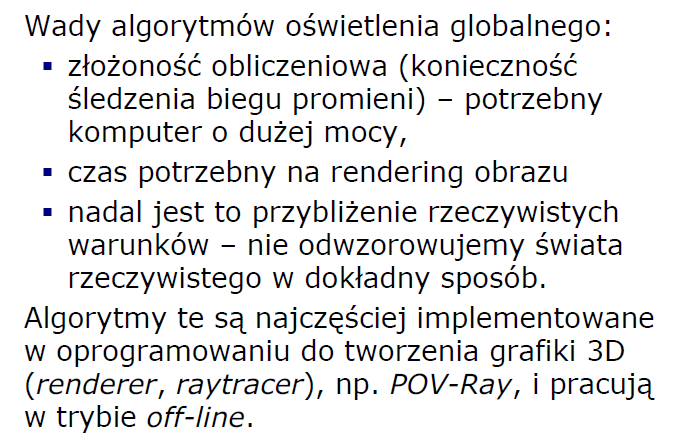 Wady algorytmów oświetlenia globalnego:
▪ złożoność obliczeniowa (konieczność
śledzenia biegu promieni) – potrzebny
komputer o dużej mocy,
▪ czas potrzebny na rendering obrazu
▪ nadal jest to przybliżenie rzeczywistych
warunków – nie odwzorowujemy świata
rzeczywistego w dokładny sposób.
Algorytmy te są najczęściej implementowane
w oprogramowaniu do tworzenia grafiki 3D
(renderer, raytracer), np. POV-Ray, i pracują
w trybie off-line.